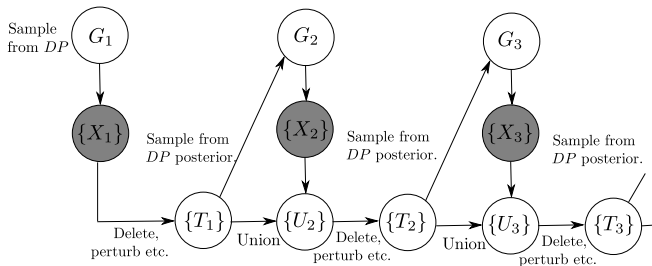 Sample
from DP
G₁
G₂
G₃
{X₁}
{X₂}
{X₃}
Sample from
DP posterior.
Sample from
DP posterior.
Sample from
DP posterior.
{T₁}
{U₂}
{T₂}
{U₃}
{T₃}
Delete,
perturb etc.
Union
Delete,
perturb etc.
Union
Delete,
perturb etc.